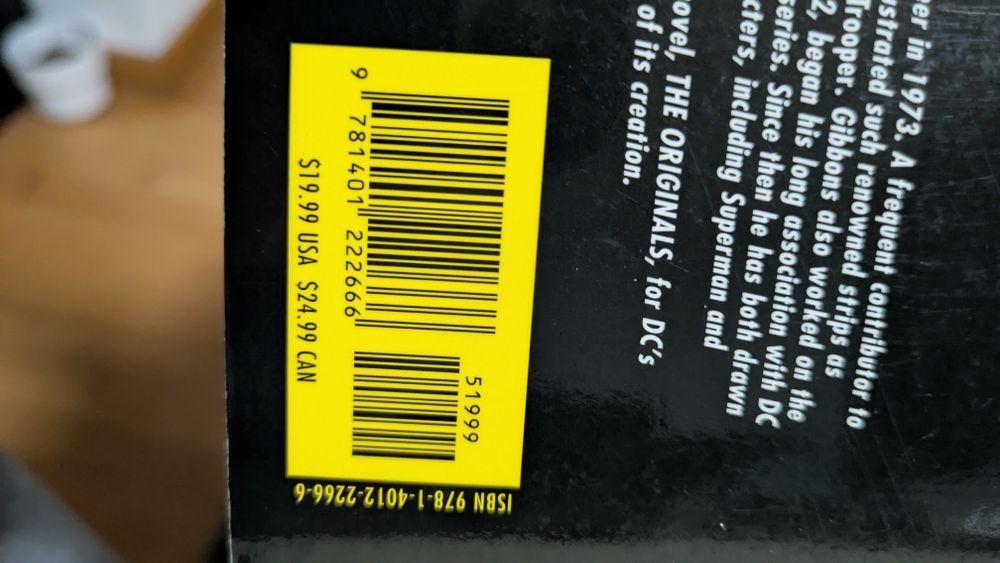 per in 1973. A frequent contributor to
ustrated such renowned strips as
Trooper. Gibbons also worked on the
2, began his long association with DC
series. Since then he has both drawn
cters, including Superman and
ovel, THE ORIGINALS, for DC's
of its creation.
51999
9 781401 222666
$19.99 USA $24.99 CAN
ISBN 978-1-4012-2266-6